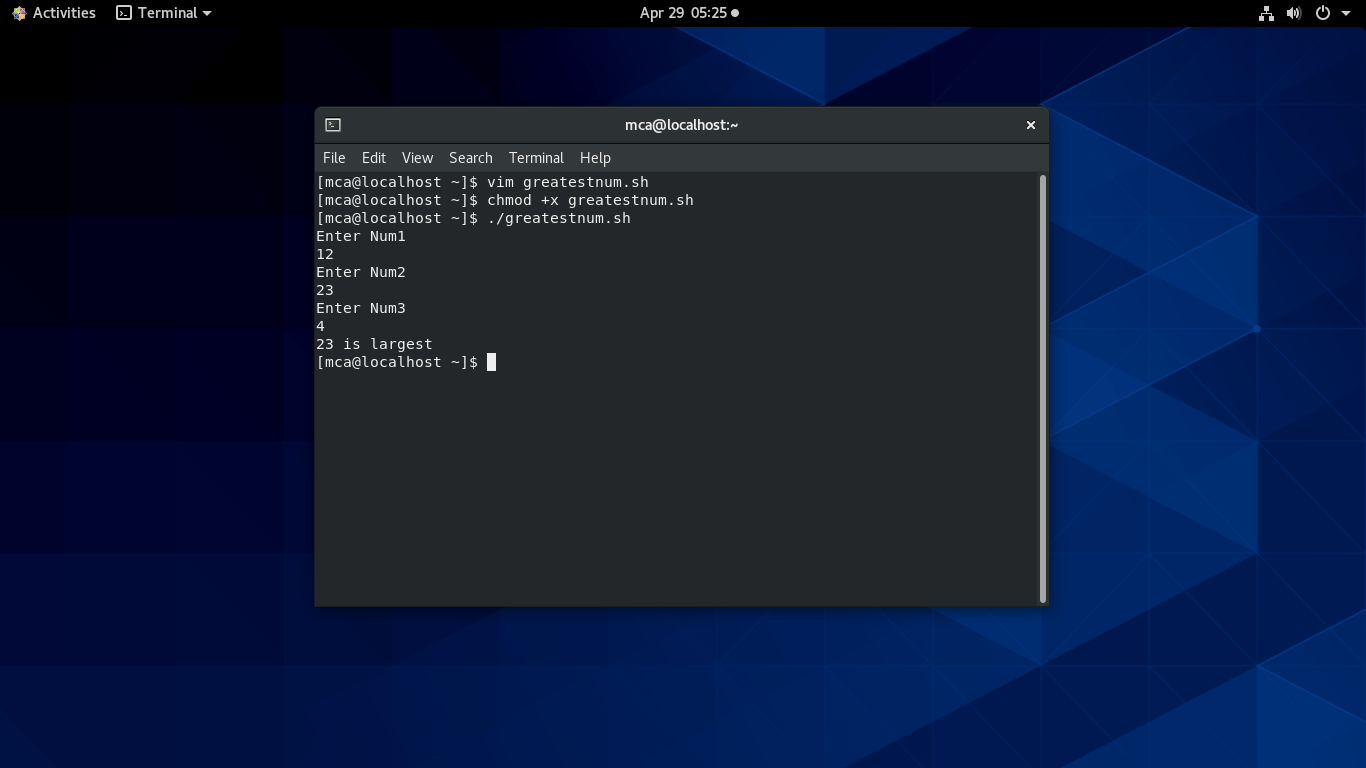 Activities Terminal Apr 29 05:25
mca@localhost:~
File Edit View Search Terminal Help
[mca@localhost ~]$ vim greatestnum.sh
[mca@localhost ~]$ chmod +x greatestnum.sh
[mca@localhost ~]$ ./greatestnum.sh
Enter Num1
12
Enter Num2
23
Enter Num3
4
23 is largest
[mca@localhost ~]$